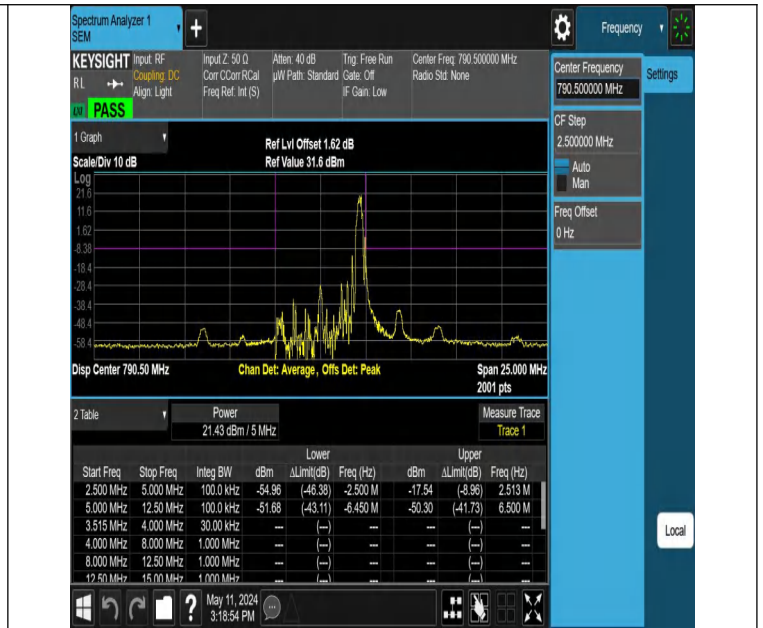 Spectrum Analyzer 1
SEM
Frequency
KEYSIGHT
RL
Input: RF
Coupling: DC
Align: Light
Input Z: 50 Ω
Corr CCorr RCal
Freq Ref: Int (S)
Atten: 40 dB
µW Path: Standard
Trig: Free Run
Gate: Off
IF Gain: Low
Center Freq: 790.500000 MHz
Radio Std: None
PASS
Center Frequency
790.500000 MHz
Settings
CF Step
2.500000 MHz
Auto
Man
Freq Offset
0 Hz
1 Graph
Ref Lvl Offset 1.62 dB
Scale/Div 10 dB
Ref Value 31.6 dBm
Log
21.6
11.6
1.62
-8.38
-18.4
-28.4
-38.4
-48.4
-58.4
Disp Center 790.50 MHz
Chan Det: Average, Offs Det: Peak
Span 25.000 MHz
2001 pts
2 Table
Power
21.43 dBm / 5 MHz
Measure Trace
Trace 1
Lower Upper
Start Freq Stop Freq Integ BW dBm ΔLimit(dB) Freq (Hz) dBm ΔLimit(dB) Freq (Hz)
2.500 MHz 5.000 MHz 100.0 kHz -54.96 (-46.38) -2.500 M -17.54 (-8.96) 2.513 M
5.000 MHz 12.50 MHz 100.0 kHz -51.68 (-43.11) -6.450 M -50.30 (-41.73) 6.500 M
3.515 MHz 4.000 MHz 30.00 kHz --- (---) --- --- (---) ---
4.000 MHz 8.000 MHz 1.000 MHz --- (---) --- --- (---) ---
8.000 MHz 12.50 MHz 1.000 MHz --- (---) --- --- (---) ---
12.50 MHz 15.00 MHz 1.000 MHz --- (---) --- --- (---) ---
Local
May 11, 2024
3:18:54 PM